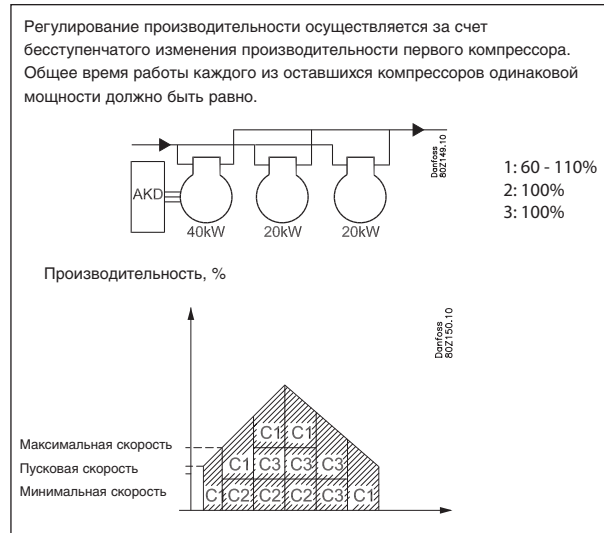 Регулирование производительности осуществляется за счет
бесступенчатого изменения производительности первого компрессора.
Общее время работы каждого из оставшихся компрессоров одинаковой
мощности должно быть равно.
Danfoss
80Z149.10
AKD
40kW
20kW
20kW
1: 60 - 110%
2: 100%
3: 100%
Производительность, %
Danfoss
80Z150.10
C1 C1
Максимальная скорость
C1 C3 C3 C3
Пусковая скорость
Минимальная скорость
C1 C2 C2 C2 C3 C1